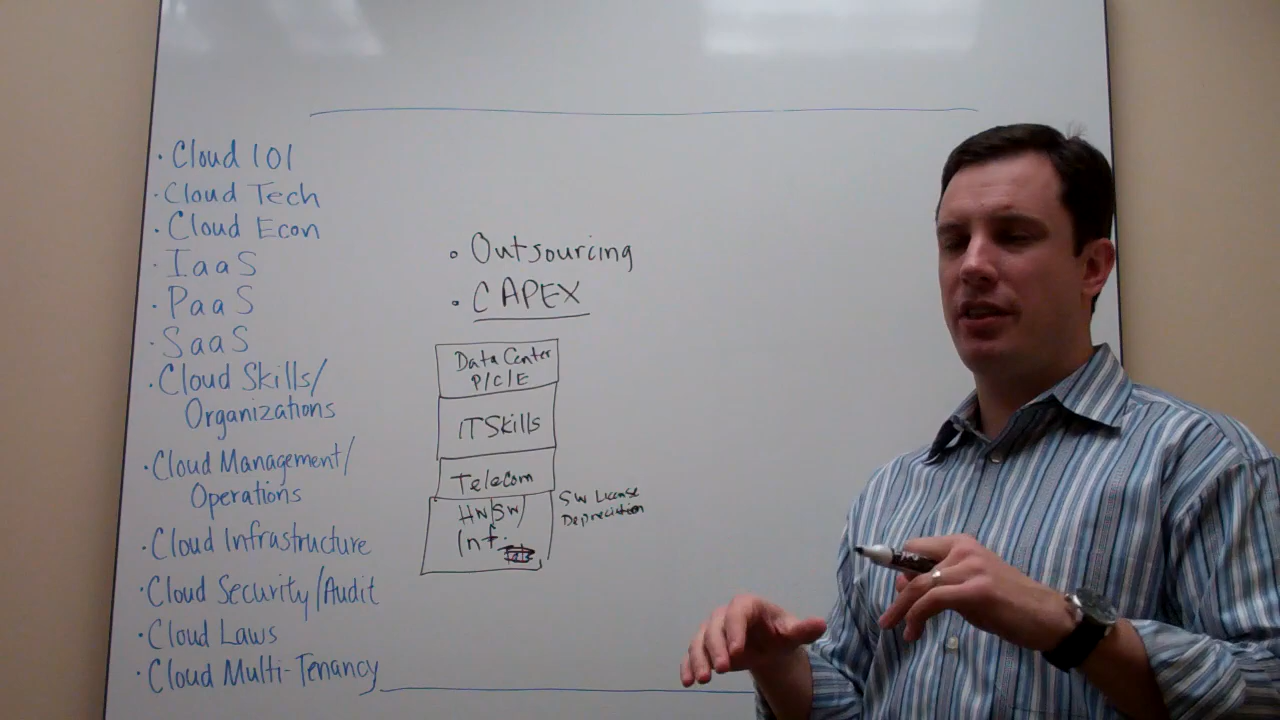 · Cloud 101
· Cloud Tech
· Cloud Econ
· IaaS
· PaaS
· SaaS
· Cloud Skills/
Organizations
· Cloud Management/
Operations
· Cloud Infrastructure
· Cloud Security/Audit
· Cloud Laws
· Cloud Multi-Tenancy
• Outsourcing
• CAPEX
Data Center
P/C/E
IT Skills
Telecom
HW/SW/
Inf.
SW License
Depreciation